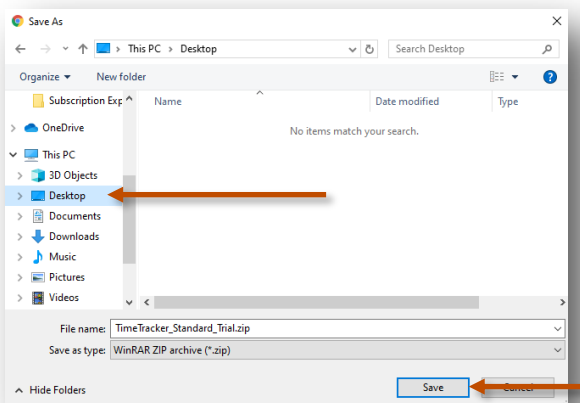 Save As
This PC > Desktop
Search Desktop
Organize
New folder
?
Subscription Exp
Name
Date modified
Type
No items match your search.
OneDrive
This PC
3D Objects
Desktop
Documents
Downloads
Music
Pictures
Videos
File name: TimeTracker_Standard_Trial.zip
Save as type: WinRAR ZIP archive (*.zip)
Hide Folders
Save
Cancel